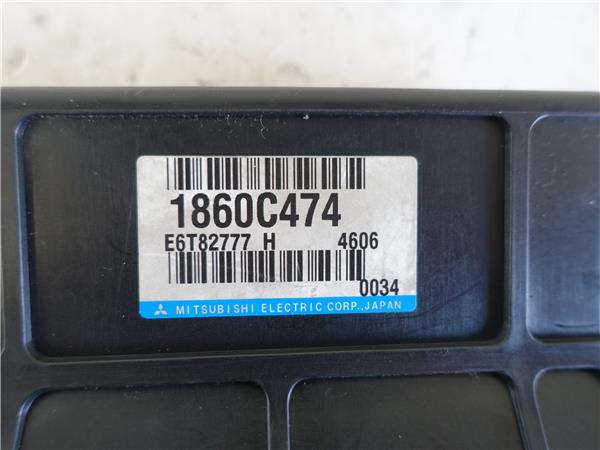 1860C474
E6T82777 H 4606
0034
MITSUBISHI ELECTRIC CORP.,JAPAN